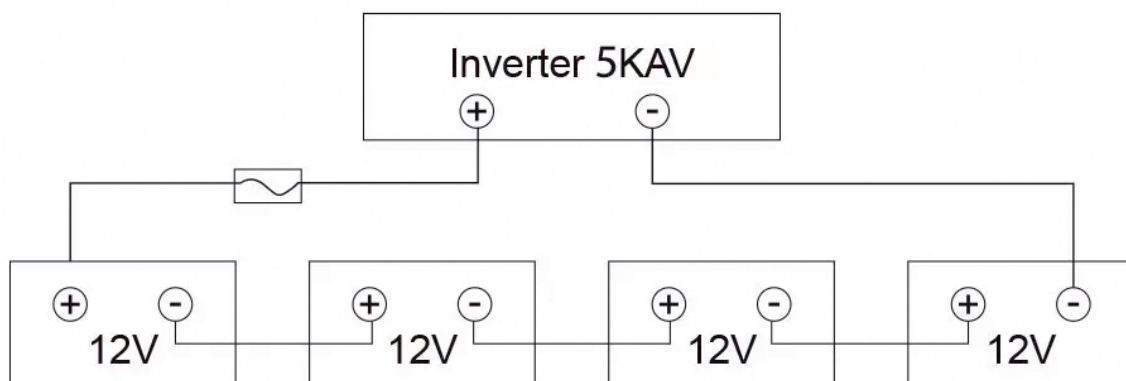 Inverter 5KAV
+ -
+ - + - + - + -
12V 12V 12V 12V